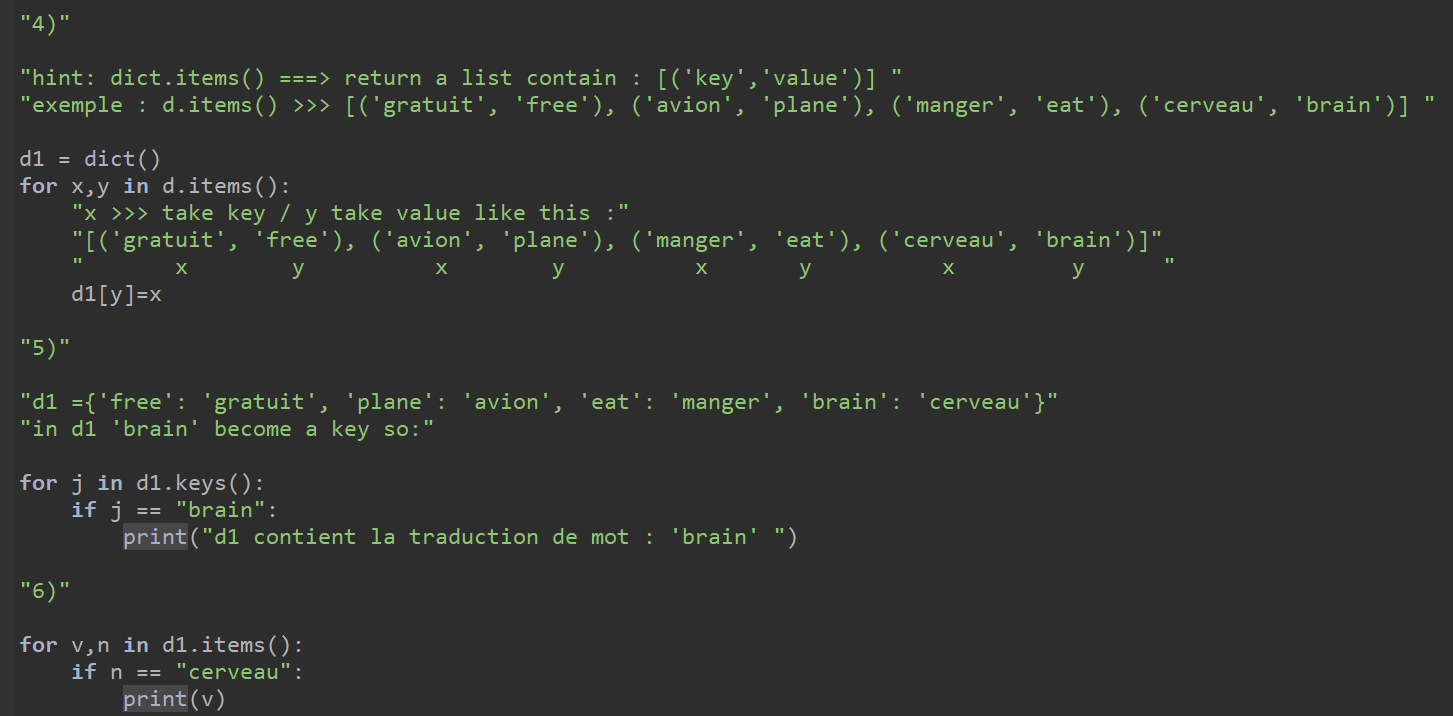 "4)"
"hint: dict.items() ===> return a list contain : [('key','value')] "
"exemple : d.items() >>> [('gratuit', 'free'), ('avion', 'plane'), ('manger', 'eat'), ('cerveau', 'brain')] "
d1 = dict()
for x,y in d.items():
    "x >>> take key / y take value like this :"
    "[('gratuit', 'free'), ('avion', 'plane'), ('manger', 'eat'), ('cerveau', 'brain')]"
    "       x        y          x        y          x       y          x         y      "
    d1[y]=x
"5)"
"d1 ={'free': 'gratuit', 'plane': 'avion', 'eat': 'manger', 'brain': 'cerveau'}"
"in d1 'brain' become a key so:"
for j in d1.keys():
    if j == "brain":
        print("d1 contient la traduction de mot : 'brain' ")
"6)"
for v,n in d1.items():
    if n == "cerveau":
        print(v)